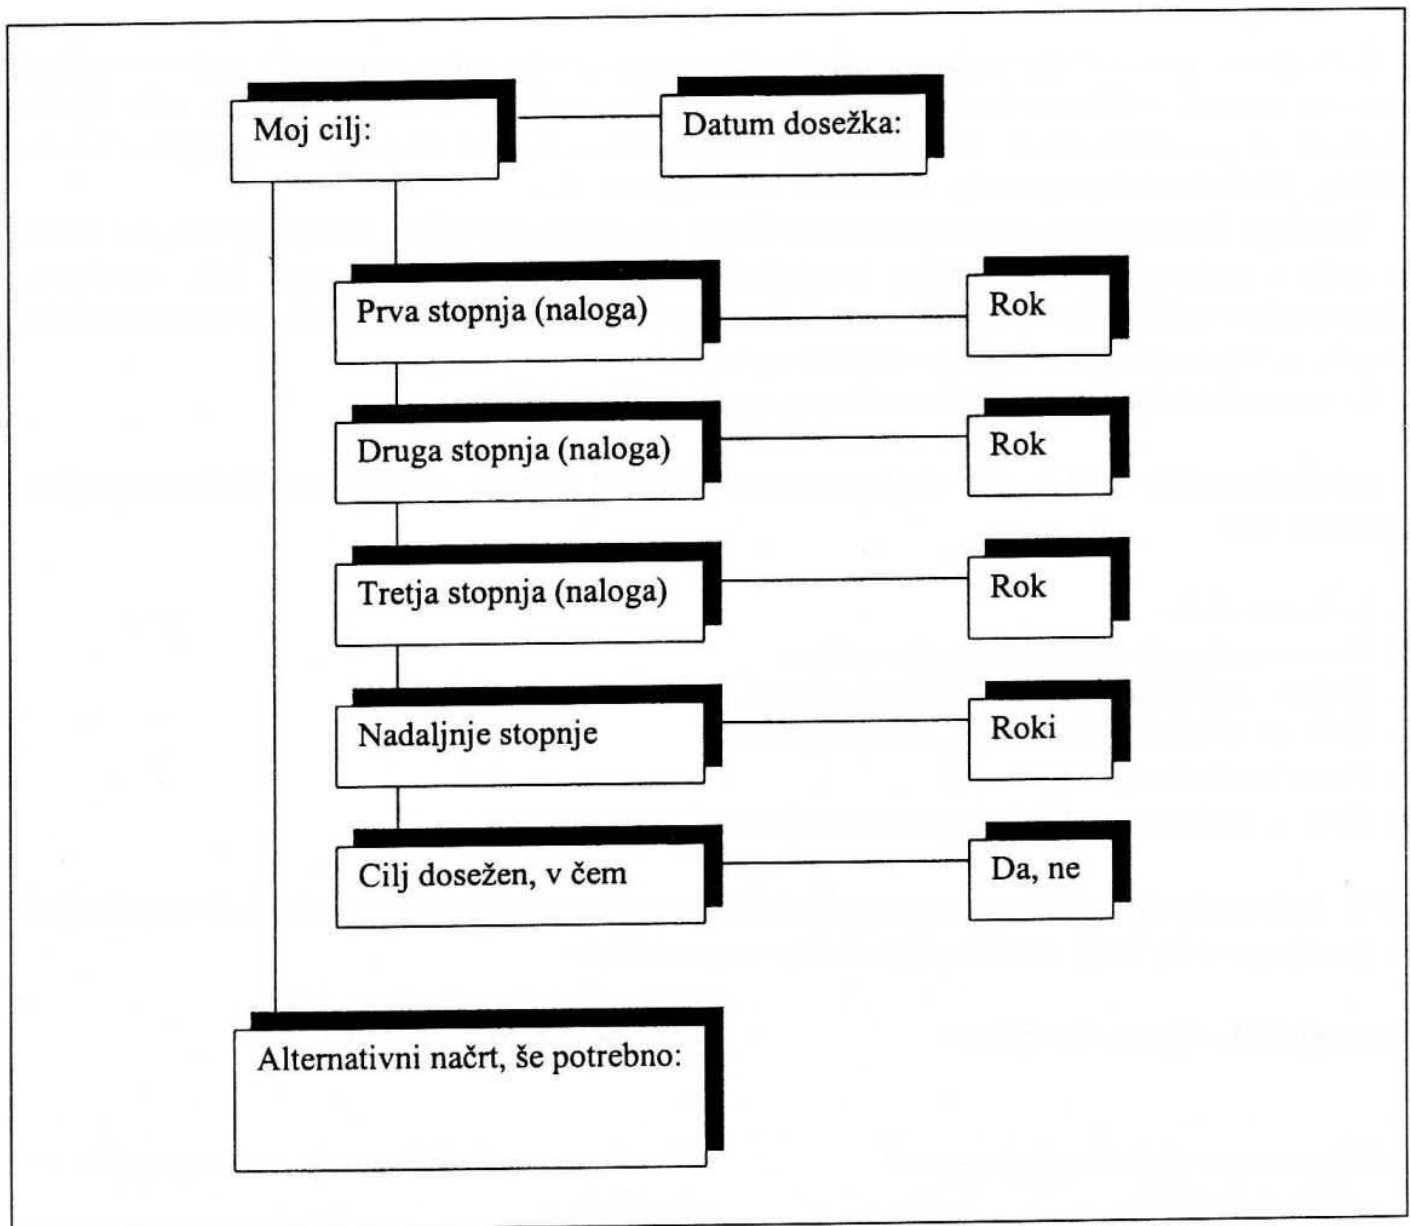 Moj cilj:
Datum dosežka:
Prva stopnja (naloga)
Rok
Druga stopnja (naloga)
Rok
Tretja stopnja (naloga)
Rok
Nadaljnje stopnje
Roki
Cilj dosežen, v čem
Da, ne
Alternativni načrt, še potrebno: